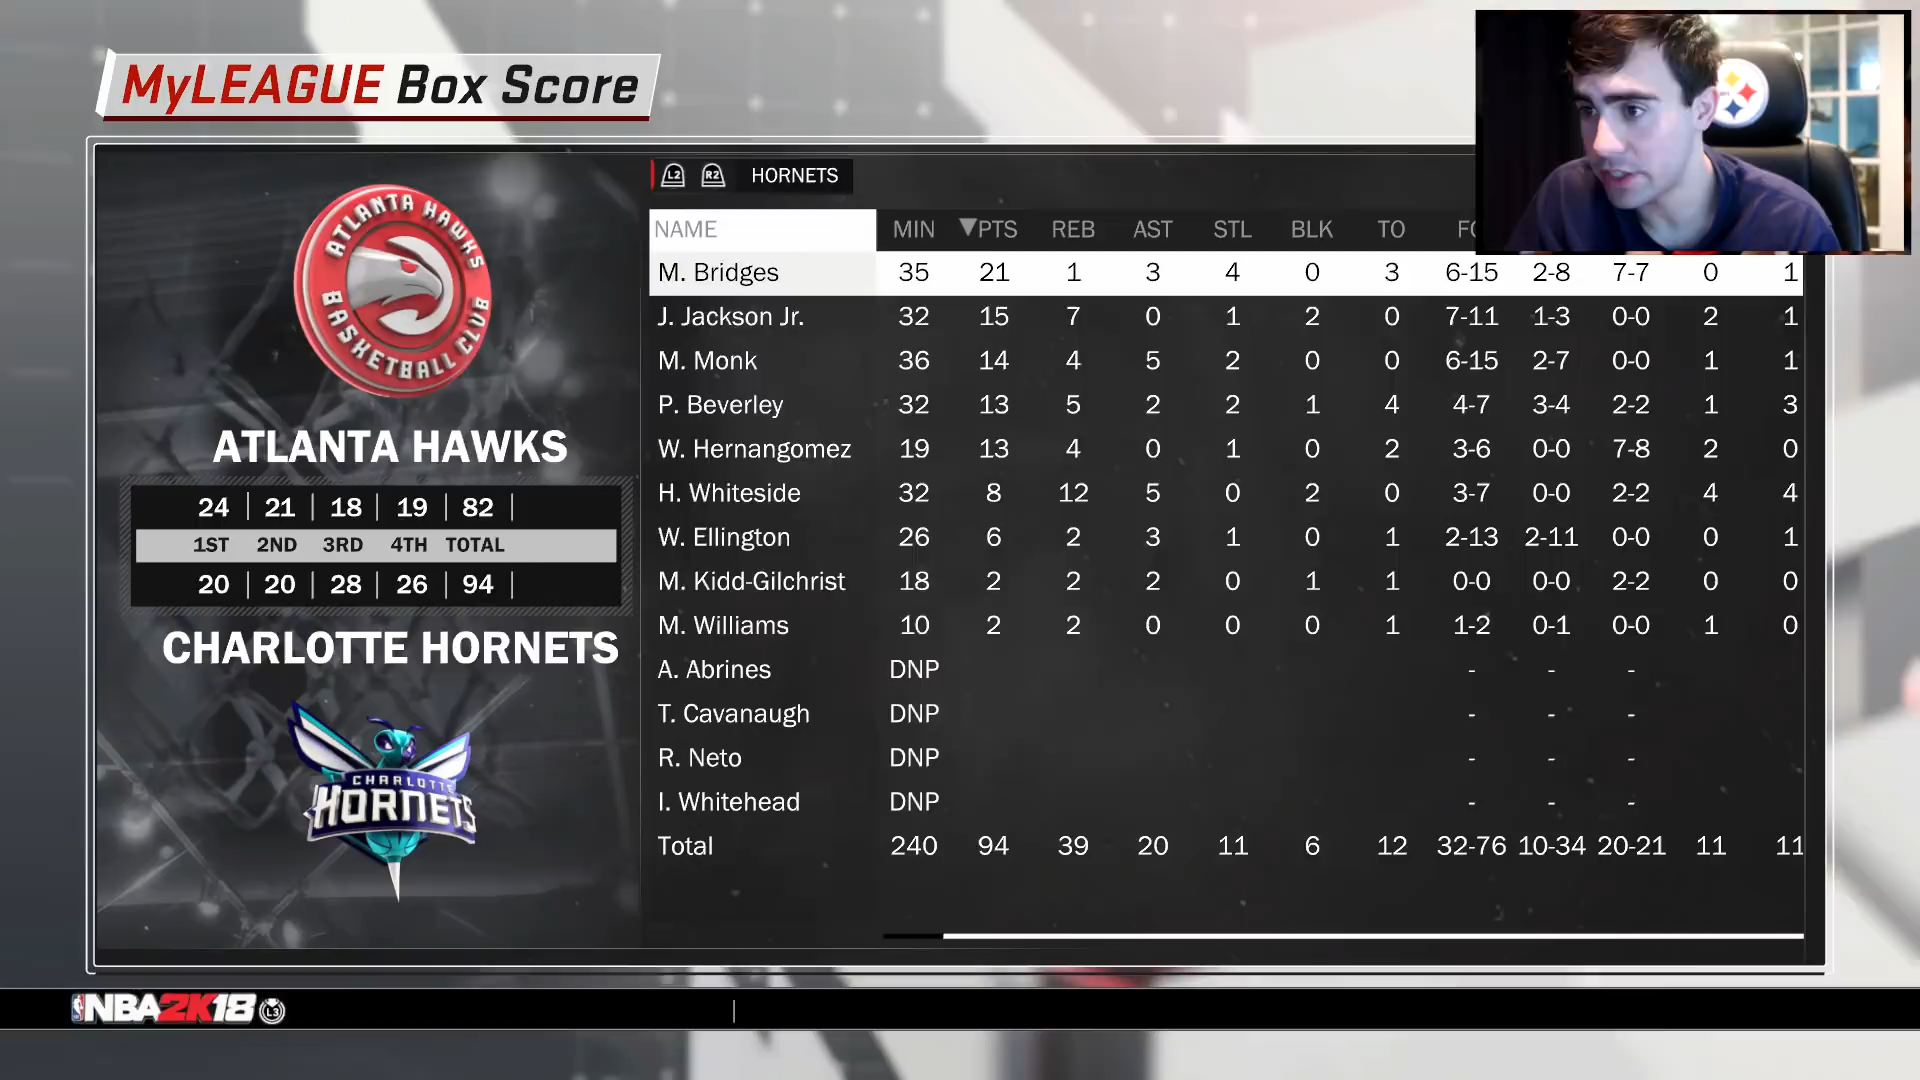 MyLEAGUE Box Score
ATLANTA HAWKS
BASKETBALL CLUB
ATLANTA HAWKS
24 21 18 19 82
1ST 2ND 3RD 4TH TOTAL
20 20 28 26 94
CHARLOTTE HORNETS
CHARLOTTE
HORNETS
L2 R2 HORNETS
NAME MIN ▼PTS REB AST STL BLK TO
M. Bridges 35 21 1 3 4 0 3 6-15 2-8 7-7 0 1
J. Jackson Jr. 32 15 7 0 1 2 0 7-11 1-3 0-0 2 1
M. Monk 36 14 4 5 2 0 0 6-15 2-7 0-0 1 1
P. Beverley 32 13 5 2 2 1 4 4-7 3-4 2-2 1 3
W. Hernangomez 19 13 4 0 1 0 2 3-6 0-0 7-8 2 0
H. Whiteside 32 8 12 5 0 2 0 3-7 0-0 2-2 4 4
W. Ellington 26 6 2 3 1 0 1 2-13 2-11 0-0 0 1
M. Kidd-Gilchrist 18 2 2 2 0 1 1 0-0 0-0 2-2 0 0
M. Williams 10 2 2 0 0 0 1 1-2 0-1 0-0 1 0
A. Abrines DNP - - -
T. Cavanaugh DNP - - -
R. Neto DNP - - -
I. Whitehead DNP - - -
Total 240 94 39 20 11 6 12 32-76 10-34 20-21 11 11
NBA2K18 L3